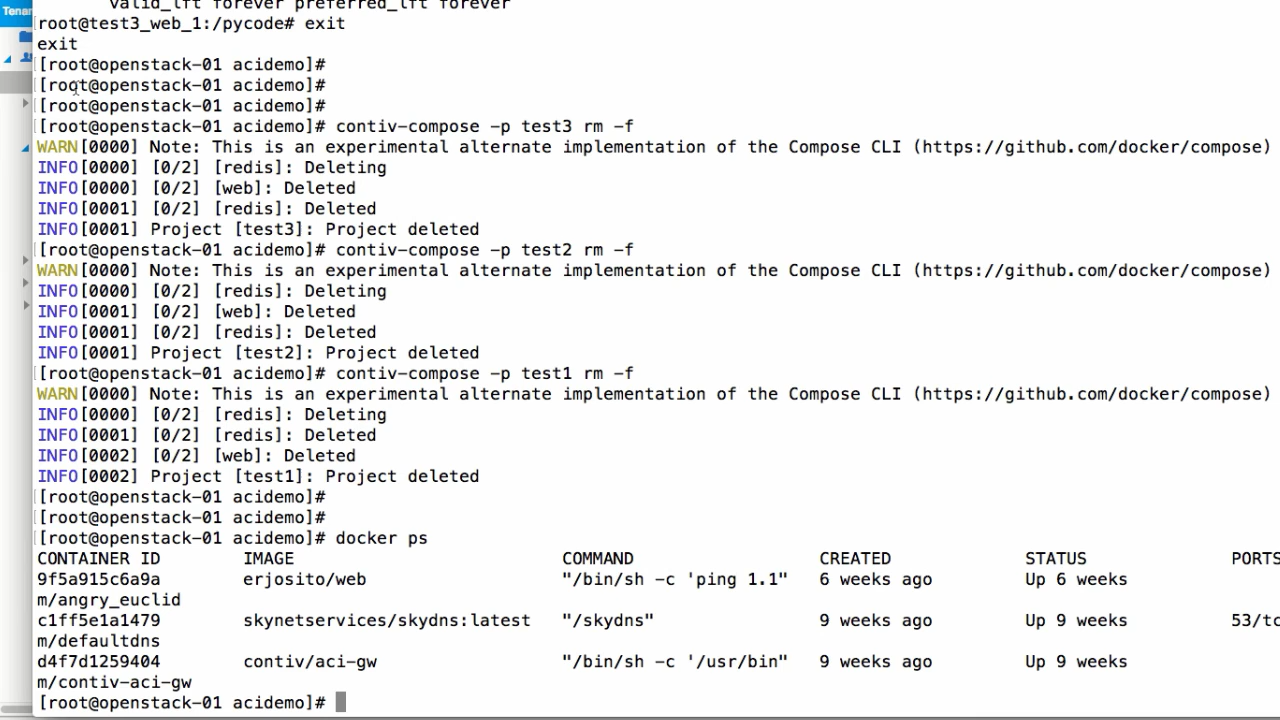 Tenan
valid_lft forever preferred_lft forever
root@test3_web_1:/pycode# exit
exit
[root@openstack-01 acidemo]#
[root@openstack-01 acidemo]#
[root@openstack-01 acidemo]#
[root@openstack-01 acidemo]# contiv-compose -p test3 rm -f
WARN[0000] Note: This is an experimental alternate implementation of the Compose CLI (https://github.com/docker/compose)
INFO[0000] [0/2] [redis]: Deleting
INFO[0000] [0/2] [web]: Deleted
INFO[0001] [0/2] [redis]: Deleted
INFO[0001] Project [test3]: Project deleted
[root@openstack-01 acidemo]# contiv-compose -p test2 rm -f
WARN[0000] Note: This is an experimental alternate implementation of the Compose CLI (https://github.com/docker/compose)
INFO[0000] [0/2] [redis]: Deleting
INFO[0001] [0/2] [web]: Deleted
INFO[0001] [0/2] [redis]: Deleted
INFO[0001] Project [test2]: Project deleted
[root@openstack-01 acidemo]# contiv-compose -p test1 rm -f
WARN[0000] Note: This is an experimental alternate implementation of the Compose CLI (https://github.com/docker/compose)
INFO[0000] [0/2] [redis]: Deleting
INFO[0001] [0/2] [redis]: Deleted
INFO[0002] [0/2] [web]: Deleted
INFO[0002] Project [test1]: Project deleted
[root@openstack-01 acidemo]#
[root@openstack-01 acidemo]#
[root@openstack-01 acidemo]# docker ps
CONTAINER ID IMAGE COMMAND CREATED STATUS PORTS
9f5a915c6a9a erjosito/web "/bin/sh -c 'ping 1.1" 6 weeks ago Up 6 weeks
m/angry_euclid
c1ff5e1a1479 skynetservices/skydns:latest "/skydns" 9 weeks ago Up 9 weeks 53/tc
m/defaultdns
d4f7d1259404 contiv/aci-gw "/bin/sh -c '/usr/bin" 9 weeks ago Up 9 weeks
m/contiv-aci-gw
[root@openstack-01 acidemo]#